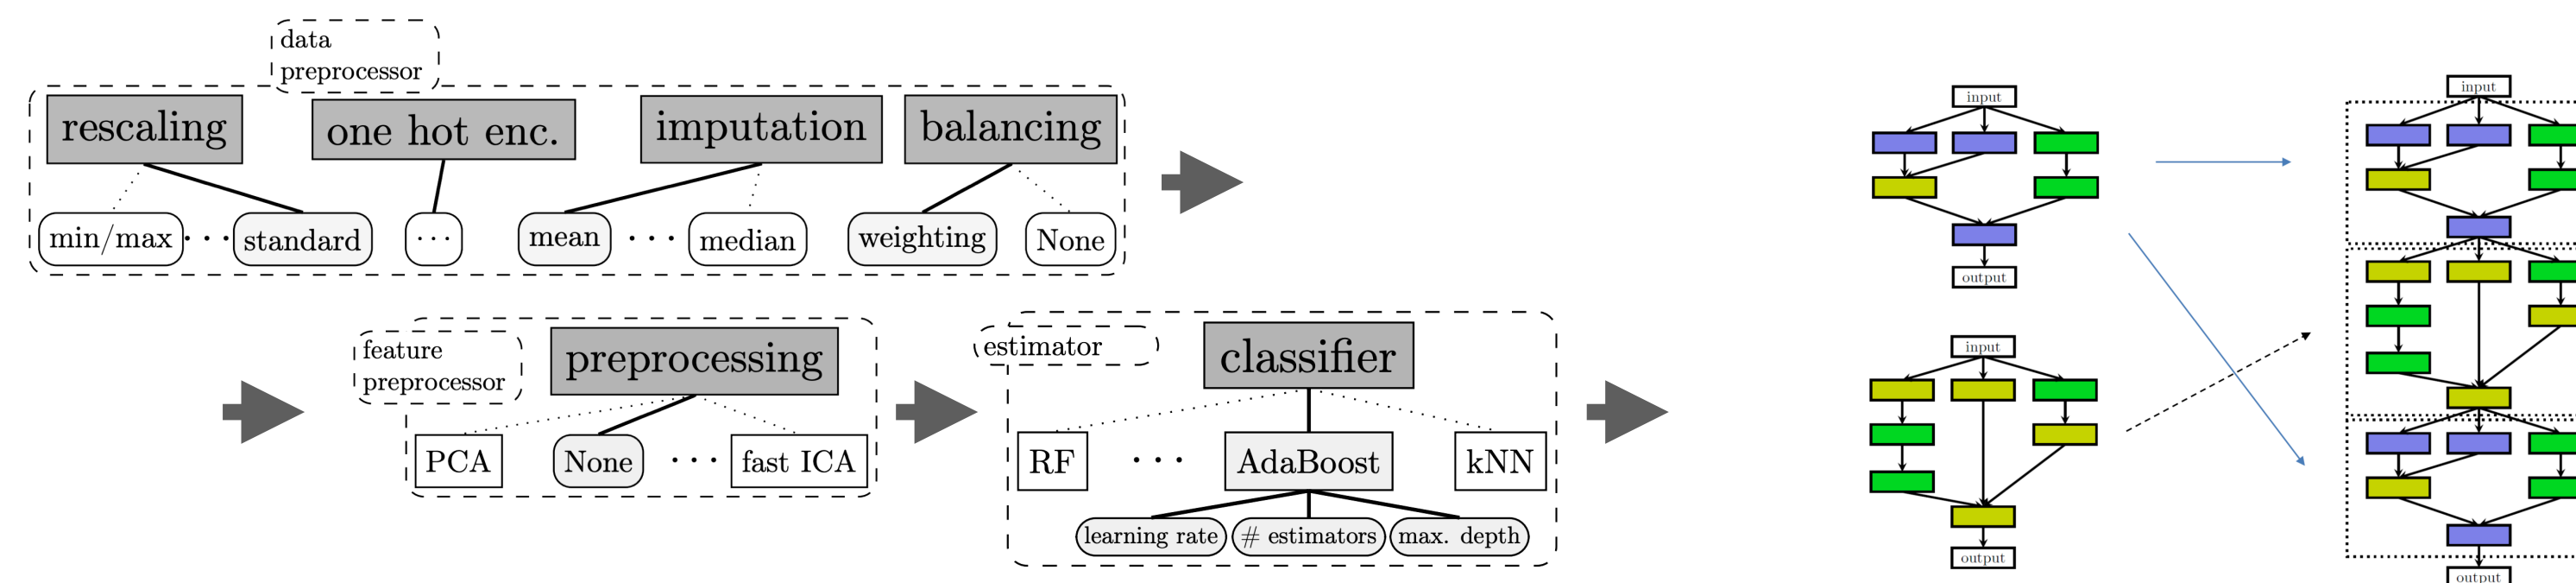 data
preprocessor
rescaling
one hot enc.
imputation
balancing
min/max
···
standard
···
mean
···
median
weighting
None
feature
preprocessor
preprocessing
PCA
None
···
fast ICA
estimator
classifier
RF
···
AdaBoost
kNN
learning rate
# estimators
max. depth
input
output
input
output
input
output